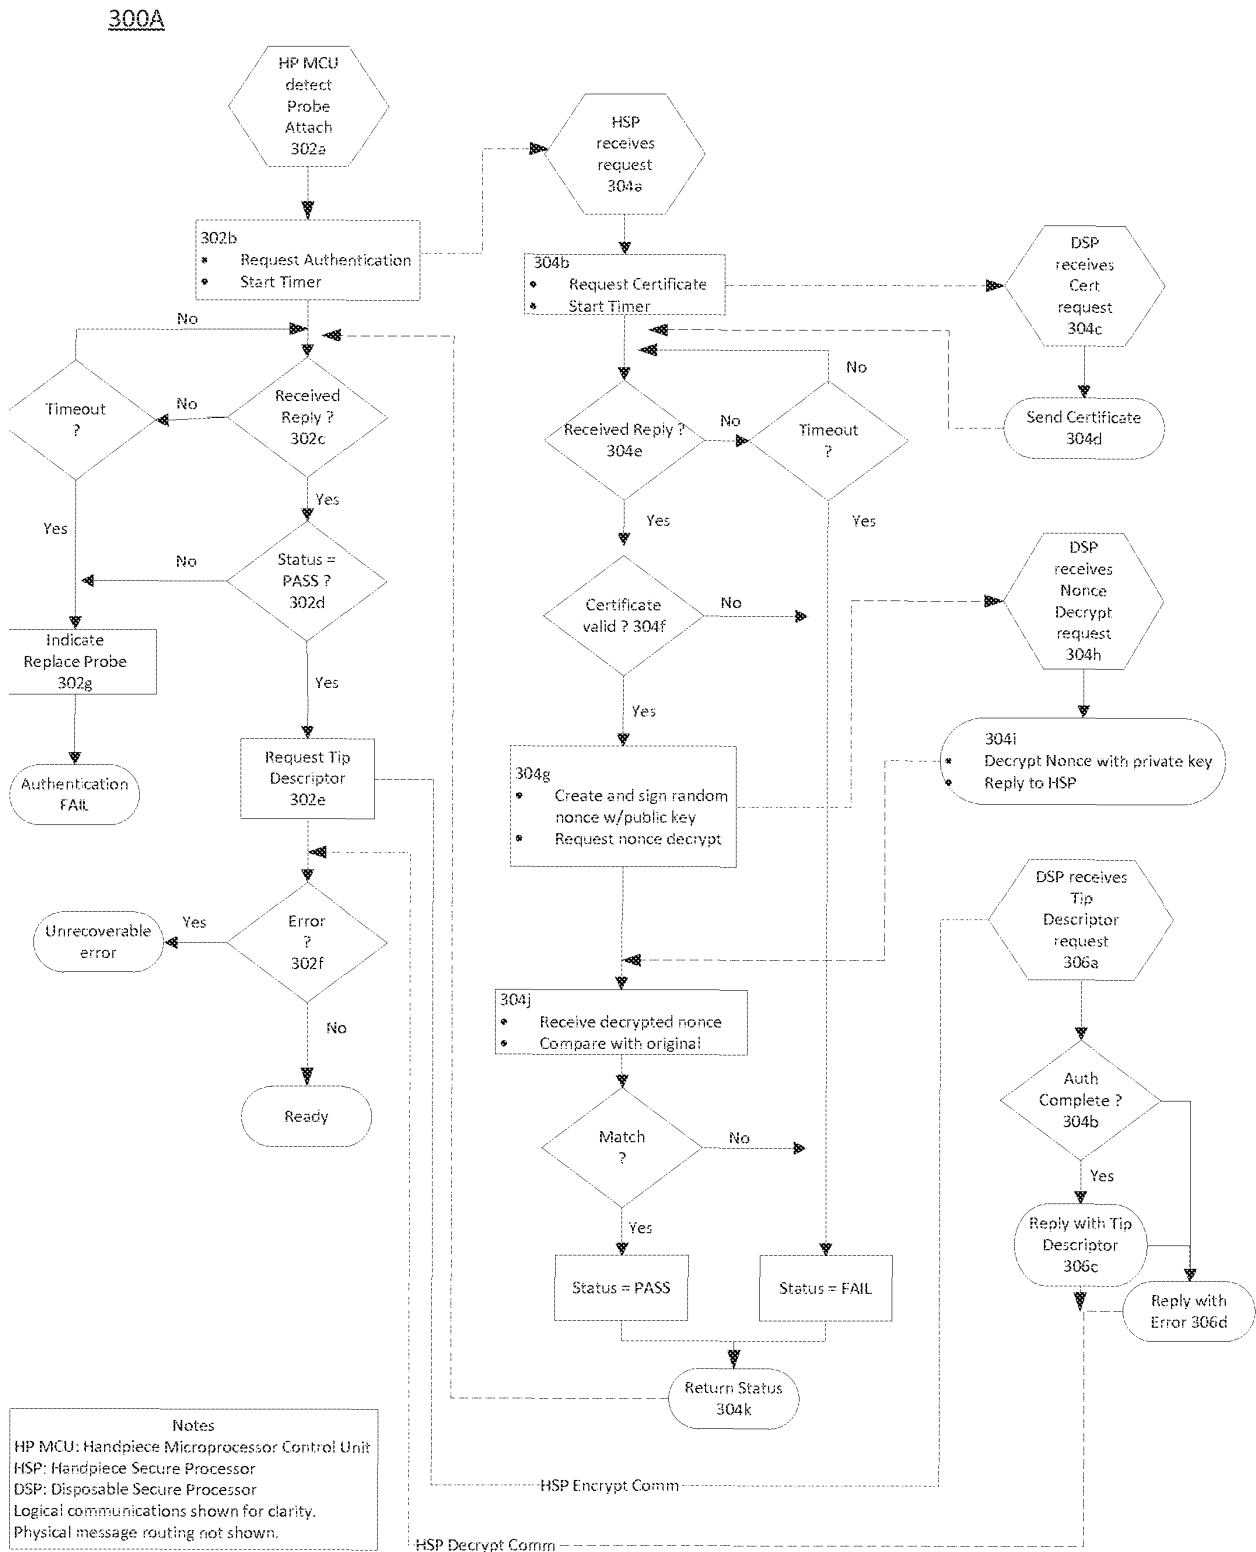 300A
HP MCU
detect
Probe
Attach
302a
302b
Request Authentication
Start Timer
No
Timeout
?
No
Received
Reply ?
302c
Yes
Yes
No
Status =
PASS ?
302d
Indicate
Replace Probe
302g
Yes
Authentication
FAIL
Request Tip
Descriptor
302e
Unrecoverable
error
Yes
Error
?
302f
No
Ready
HSP
receives
request
304a
304b
Request Certificate
Start Timer
No
Received Reply ?
304e
No
Timeout
?
Yes
Yes
Certificate
valid ? 304f
No
Yes
304g
Create and sign random
nonce w/public key
Request nonce decrypt
304j
Receive decrypted nonce
Compare with original
Match
?
No
Yes
Status = PASS
Status = FAIL
Return Status
304k
DSP
receives
Cert
request
304c
Send Certificate
304d
DSP
receives
Nonce
Decrypt
request
304h
304i
Decrypt Nonce with private key
Reply to HSP
DSP receives
Tip
Descriptor
request
306a
Auth
Complete ?
304b
Yes
Reply with Tip
Descriptor
306c
Reply with
Error 306d
Notes
HP MCU: Handpiece Microprocessor Control Unit
HSP: Handpiece Secure Processor
DSP: Disposable Secure Processor
Logical communications shown for clarity.
Physical message routing not shown.
HSP Encrypt Comm
HSP Decrypt Comm